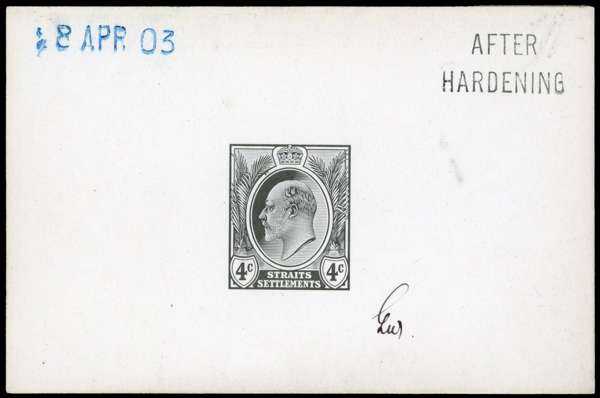 8 APR 03
AFTER
HARDENING
4c
4c
STRAITS
SETTLEMENTS